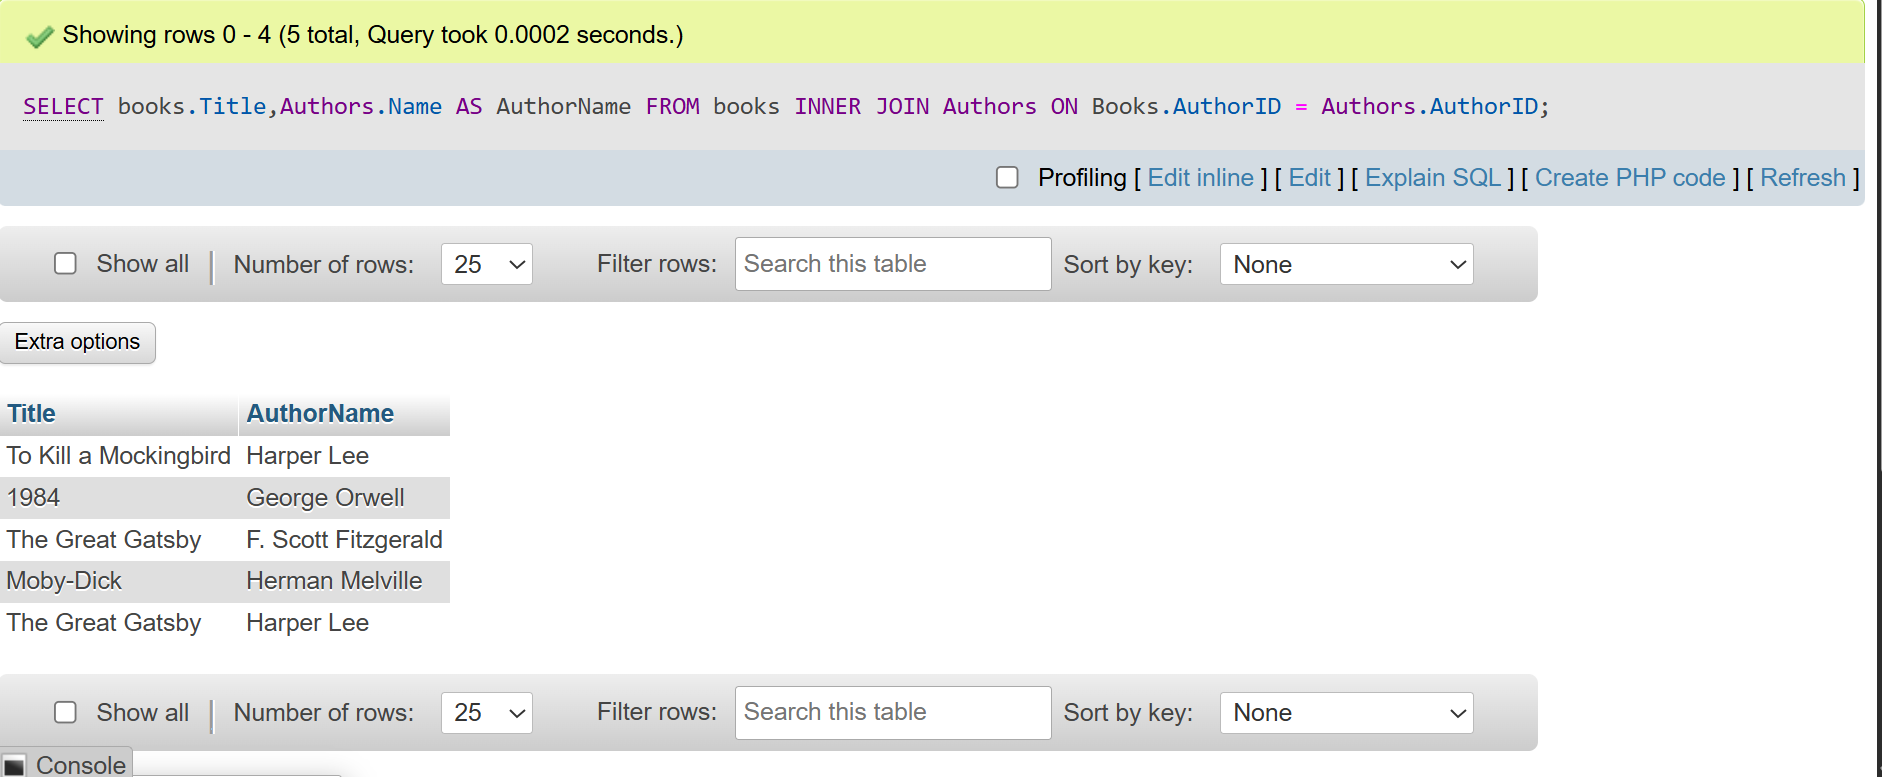 Showing rows 0 - 4 (5 total, Query took 0.0002 seconds.)
SELECT books.Title,Authors.Name AS AuthorName FROM books INNER JOIN Authors ON Books.AuthorID = Authors.AuthorID;
Profiling [ Edit inline ] [ Edit ] [ Explain SQL ] [ Create PHP code ] [ Refresh ]
Show all | Number of rows: 25 Filter rows: Search this table Sort by key: None
Extra options
Title AuthorName
To Kill a Mockingbird Harper Lee
1984 George Orwell
The Great Gatsby F. Scott Fitzgerald
Moby-Dick Herman Melville
The Great Gatsby Harper Lee
Show all | Number of rows: 25 Filter rows: Search this table Sort by key: None
Console